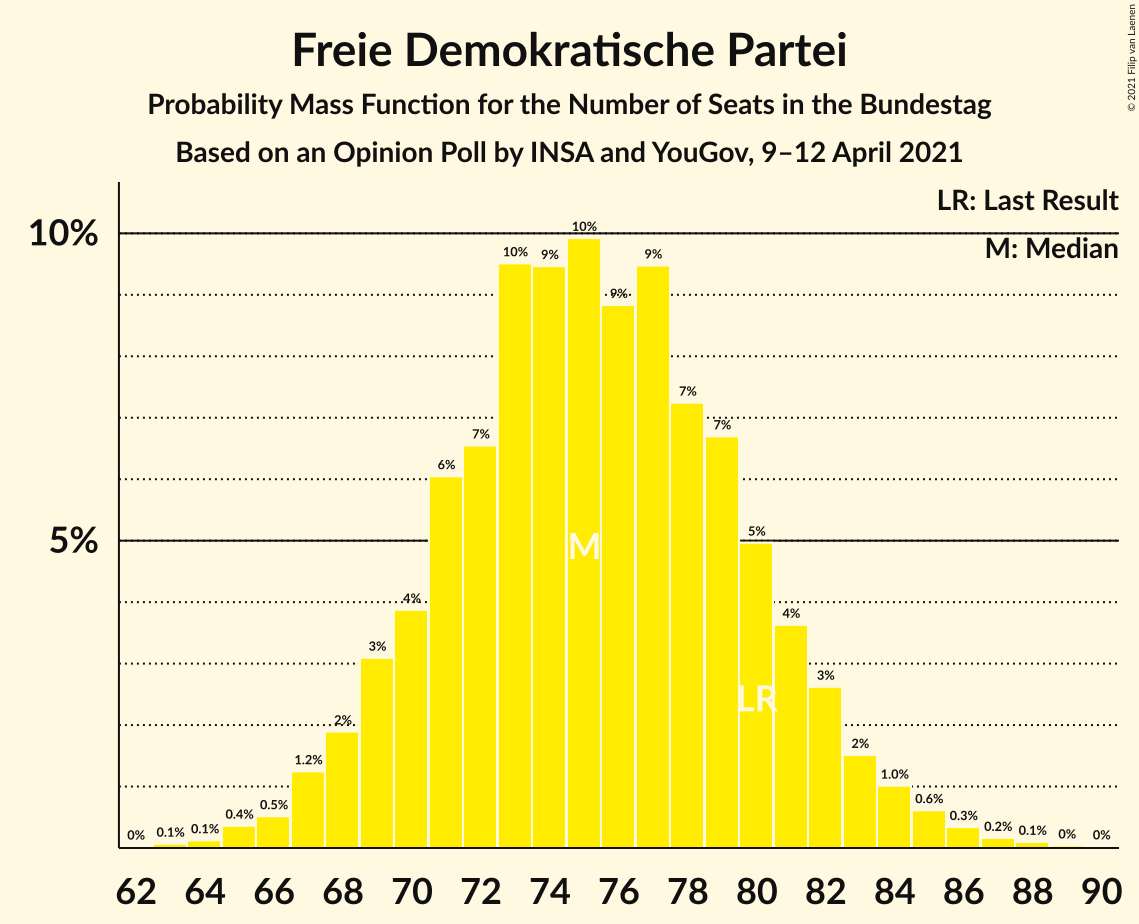 Freie Demokratische Partei
Probability Mass Function for the Number of Seats in the Bundestag
Based on an Opinion Poll by INSA and YouGov, 9–12 April 2021
© 2021 Filip van Laenen
LR: Last Result
M: Median
10%
5%
0% 0.1% 0.1% 0.4% 0.5% 1.2% 2% 3% 4% 6% 7% 10% 9% 10% 9% 9% 7% 7% 5% 4% 3% 2% 1.0% 0.6% 0.3% 0.2% 0.1% 0% 0%
M
LR
62 64 66 68 70 72 74 76 78 80 82 84 86 88 90